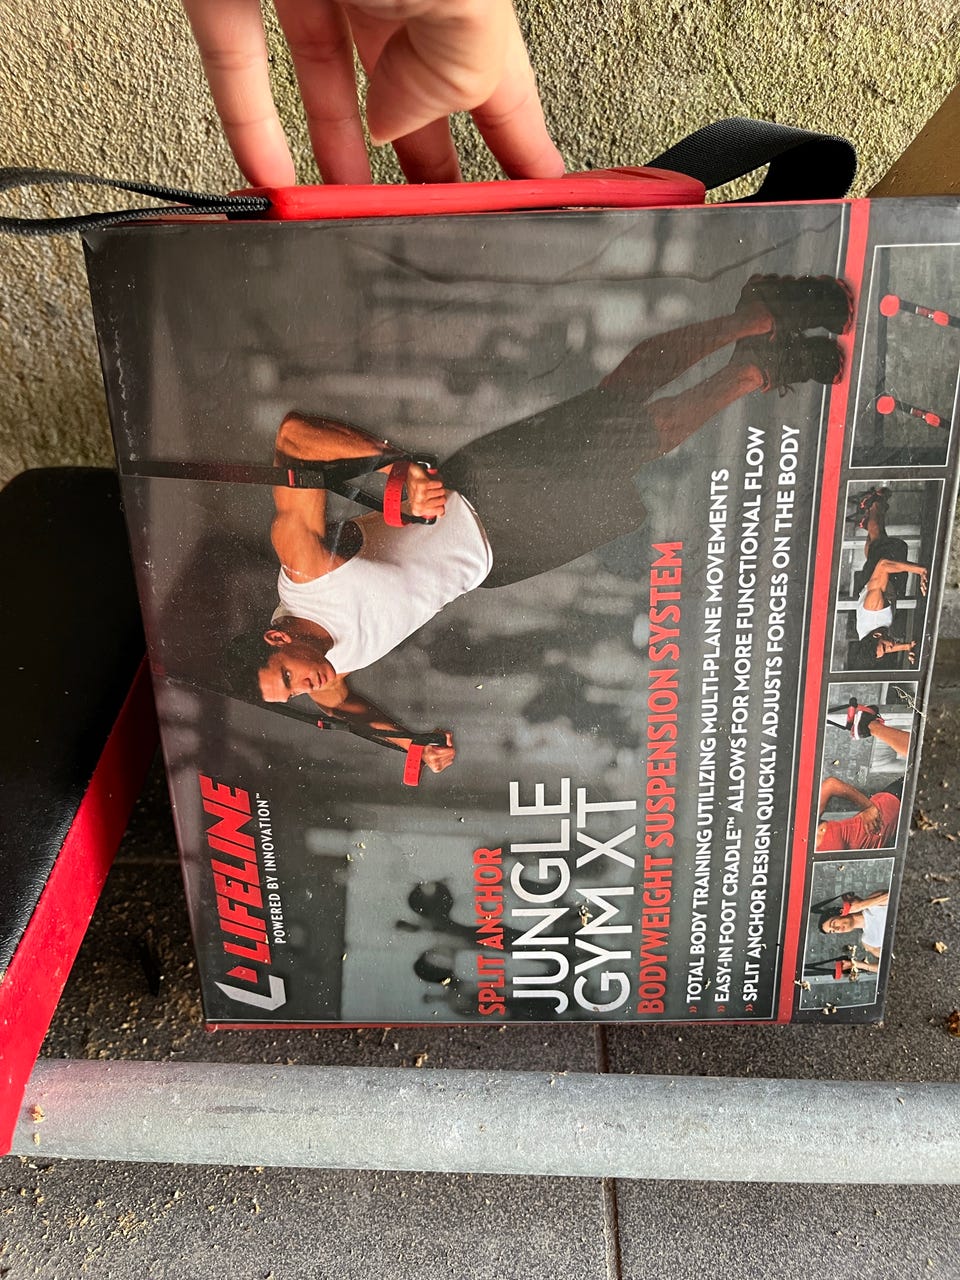 LIFELINE
POWERED BY INNOVATION™
SPLIT ANCHOR
JUNGLE
GYM XT
BODYWEIGHT SUSPENSION SYSTEM
» TOTAL BODY TRAINING UTILIZING MULTI-PLANE MOVEMENTS
» EASY-IN FOOT CRADLE™ ALLOWS FOR MORE FUNCTIONAL FLOW
» SPLIT ANCHOR DESIGN QUICKLY ADJUSTS FORCES ON THE BODY